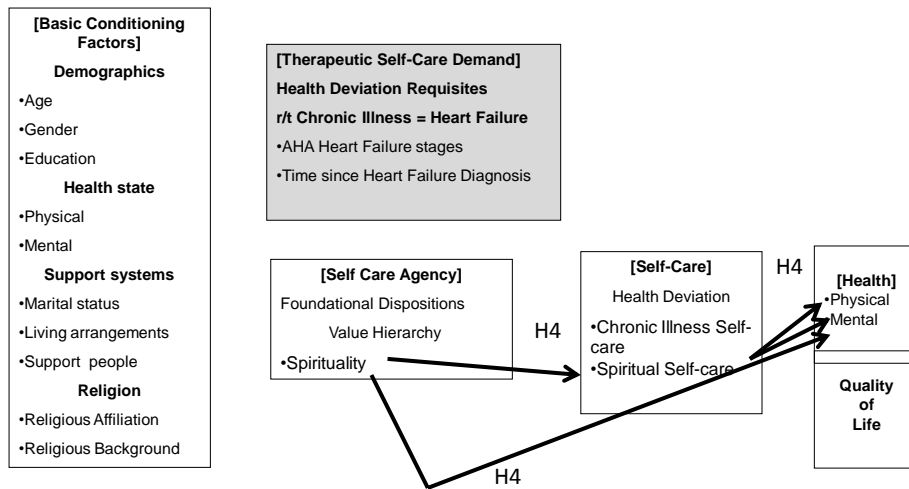 [Basic Conditioning
Factors]
Demographics
•Age
•Gender
•Education
Health state
•Physical
•Mental
Support systems
•Marital status
•Living arrangements
•Support people
Religion
•Religious Affiliation
•Religious Background
[Therapeutic Self-Care Demand]
Health Deviation Requisites
r/t Chronic Illness = Heart Failure
•AHA Heart Failure stages
•Time since Heart Failure Diagnosis
[Self Care Agency]
Foundational Dispositions
Value Hierarchy
•Spirituality
H4
[Self-Care]
Health Deviation
•Chronic Illness Self-
care
•Spiritual Self-care
H4
[Health]
•Physical
Mental
Quality
of
Life
H4